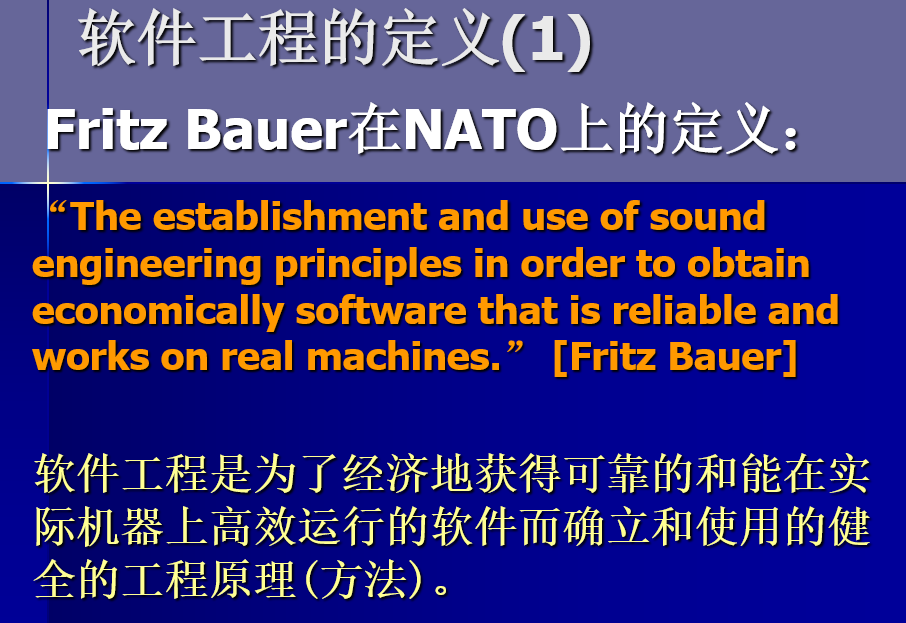 软件工程的定义(1)
Fritz Bauer在NATO上的定义：
“The establishment and use of sound
engineering principles in order to obtain
economically software that is reliable and
works on real machines.” [Fritz Bauer]
软件工程是为了经济地获得可靠的和能在实
际机器上高效运行的软件而确立和使用的健
全的工程原理(方法)。